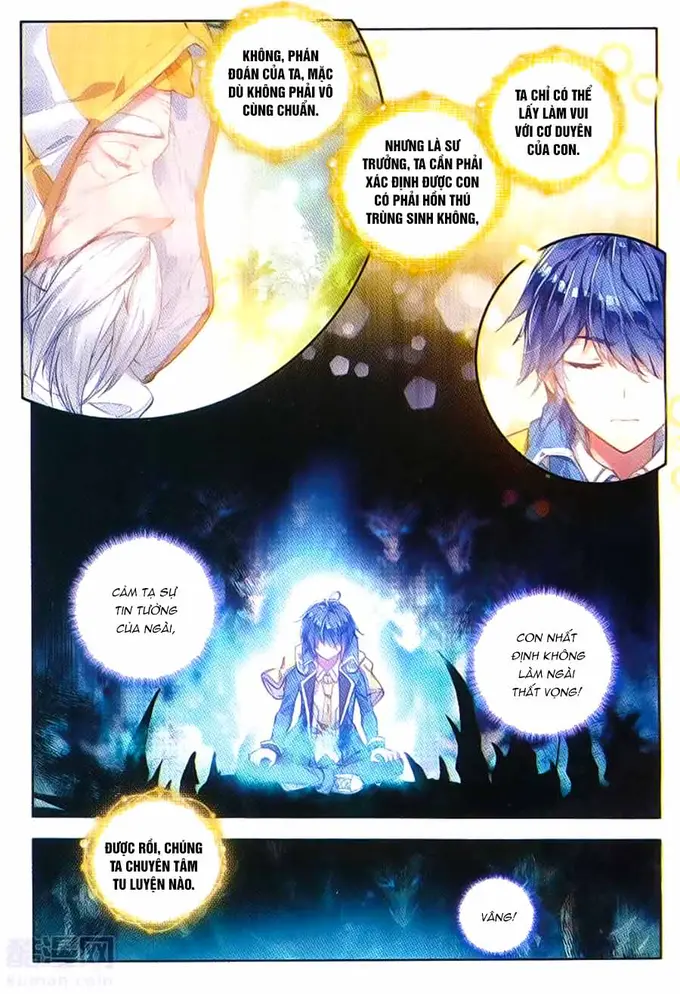 KHÔNG, PHÁN
ĐOÁN CỦA TA, MẶC
DÙ KHÔNG PHẢI VÔ
CÙNG CHUẨN.
NHƯNG LÀ SƯ
TRƯỞNG, TA CẦN PHẢI
XÁC ĐỊNH ĐƯỢC CON
CÓ PHẢI HỒN THÚ
TRÙNG SINH KHÔNG,
TA CHỈ CÓ THỂ
LẤY LÀM VUI
VỚI CƠ DUYÊN
CỦA CON.
CẢM TẠ SỰ
TIN TƯỞNG
CỦA NGÀI,
CON NHẤT
ĐỊNH KHÔNG
LÀM NGÀI
THẤT VỌNG!
ĐƯỢC RỒI, CHÚNG
TA CHUYÊN TÂM
TU LUYỆN NÀO.
VÂNG!
酷漫网